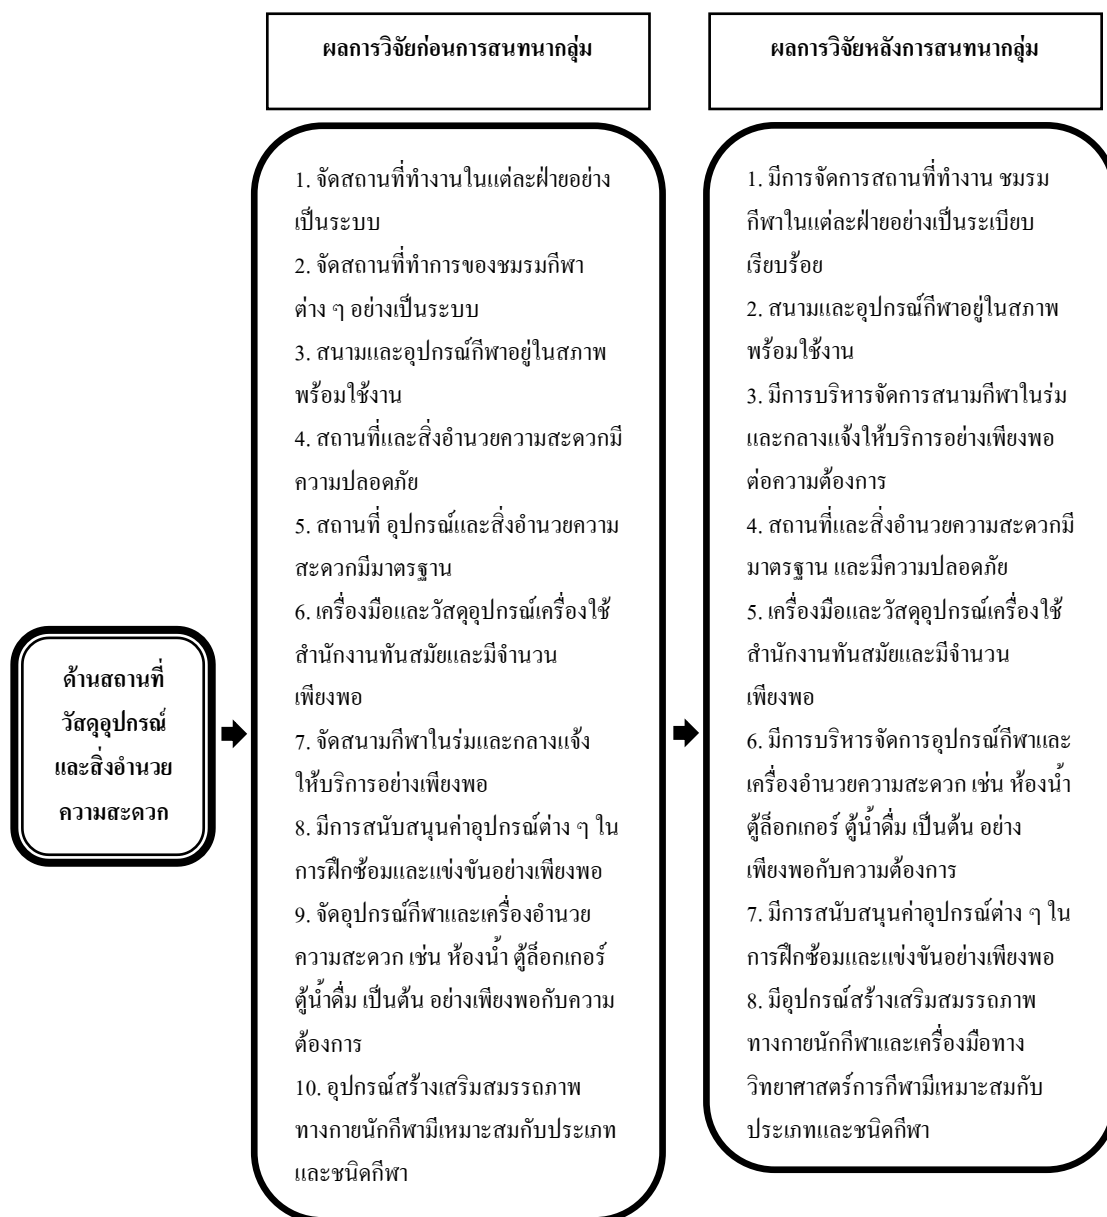 ผลการวิจัยก่อนการสนทนากลุ่ม
ผลการวิจัยหลังการสนทนากลุ่ม
ด้านสถานที่
วัสดุอุปกรณ์
และสิ่งอำนวย
ความสะดวก
1. จัดสถานที่ทำงานในแต่ละฝ่ายอย่าง
เป็นระบบ
2. จัดสถานที่ทำการของชมรมกีฬา
ต่าง ๆ อย่างเป็นระบบ
3. สนามและอุปกรณ์กีฬาอยู่ในสภาพ
พร้อมใช้งาน
4. สถานที่และสิ่งอำนวยความสะดวกมี
ความปลอดภัย
5. สถานที่ อุปกรณ์และสิ่งอำนวยความ
สะดวกมีมาตรฐาน
6. เครื่องมือและวัสดุอุปกรณ์เครื่องใช้
สำนักงานทันสมัยและมีจำนวน
เพียงพอ
7. จัดสนามกีฬาในร่มและกลางแจ้ง
ให้บริการอย่างเพียงพอ
8. มีการสนับสนุนค่าอุปกรณ์ต่าง ๆ ใน
การฝึกซ้อมและแข่งขันอย่างเพียงพอ
9. จัดอุปกรณ์กีฬาและเครื่องอำนวย
ความสะดวก เช่น ห้องน้ำ ตู้ล็อกเกอร์
ตู้น้ำดื่ม เป็นต้น อย่างเพียงพอกับความ
ต้องการ
10. อุปกรณ์สร้างเสริมสมรรถภาพ
ทางกายนักกีฬามีเหมาะสมกับประเภท
และชนิดกีฬา
1. มีการจัดการสถานที่ทำงาน ชมรม
กีฬาในแต่ละฝ่ายอย่างเป็นระเบียบ
เรียบร้อย
2. สนามและอุปกรณ์กีฬาอยู่ในสภาพ
พร้อมใช้งาน
3. มีการบริหารจัดการสนามกีฬาในร่ม
และกลางแจ้งให้บริการอย่างเพียงพอ
ต่อความต้องการ
4. สถานที่และสิ่งอำนวยความสะดวกมี
มาตรฐาน และมีความปลอดภัย
5. เครื่องมือและวัสดุอุปกรณ์เครื่องใช้
สำนักงานทันสมัยและมีจำนวน
เพียงพอ
6. มีการบริหารจัดการอุปกรณ์กีฬาและ
เครื่องอำนวยความสะดวก เช่น ห้องน้ำ
ตู้ล็อกเกอร์ ตู้น้ำดื่ม เป็นต้น อย่าง
เพียงพอกับความต้องการ
7. มีการสนับสนุนค่าอุปกรณ์ต่าง ๆ ใน
การฝึกซ้อมและแข่งขันอย่างเพียงพอ
8. มีอุปกรณ์สร้างเสริมสมรรถภาพ
ทางกายนักกีฬาและเครื่องมือทาง
วิทยาศาสตร์การกีฬามีเหมาะสมกับ
ประเภทและชนิดกีฬา